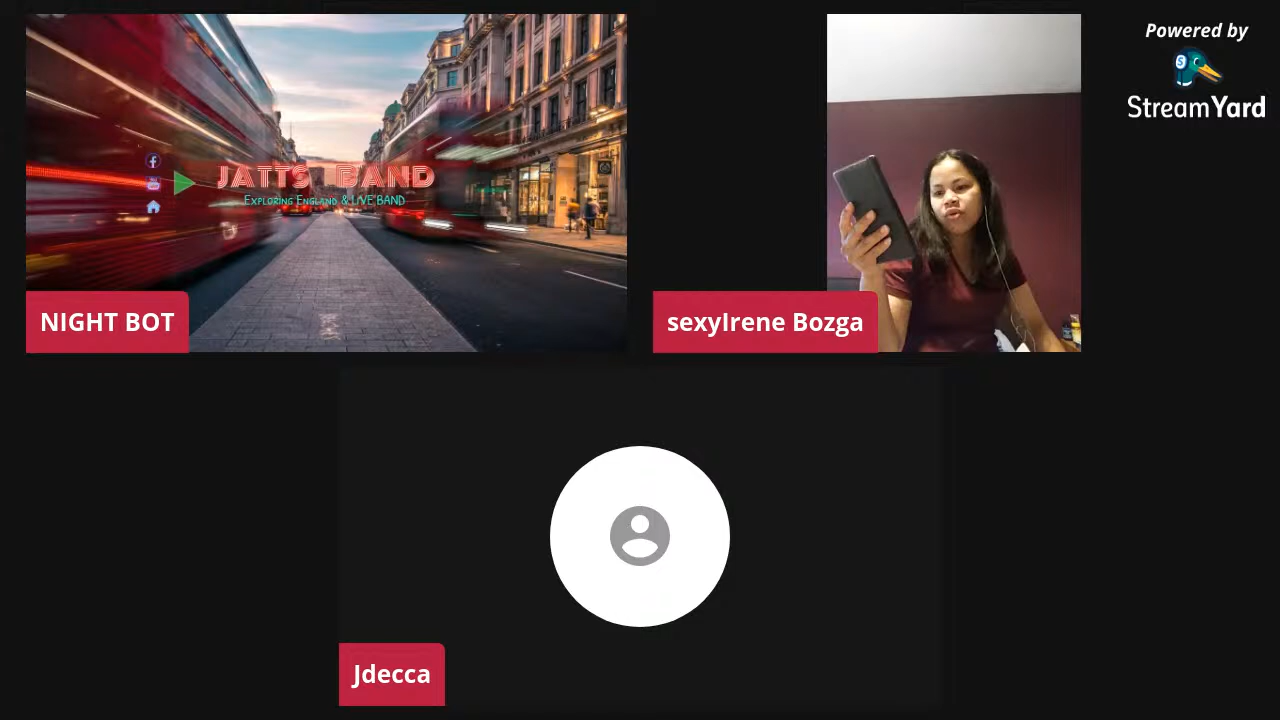 JATTS BAND
Exploring England & Live Band
NIGHT BOT
sexyIrene Bozga
Powered by
StreamYard
Jdecca